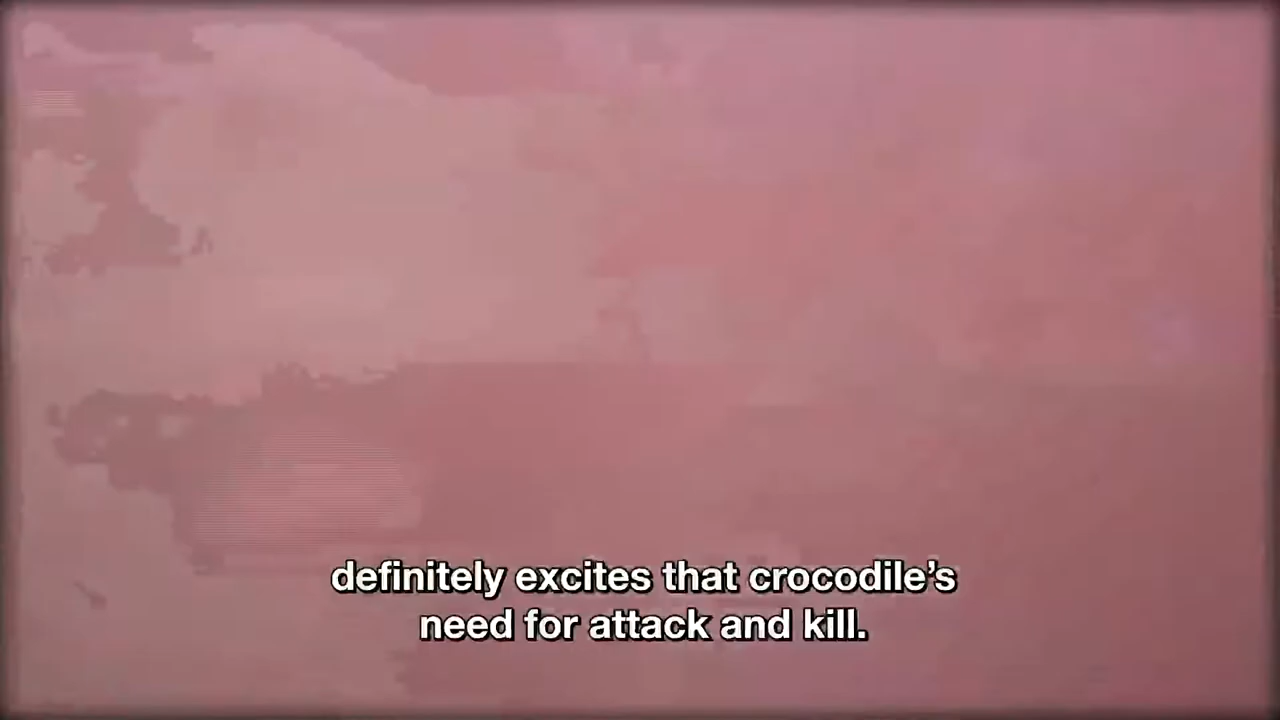 definitely excites that crocodile’s
need for attack and kill.